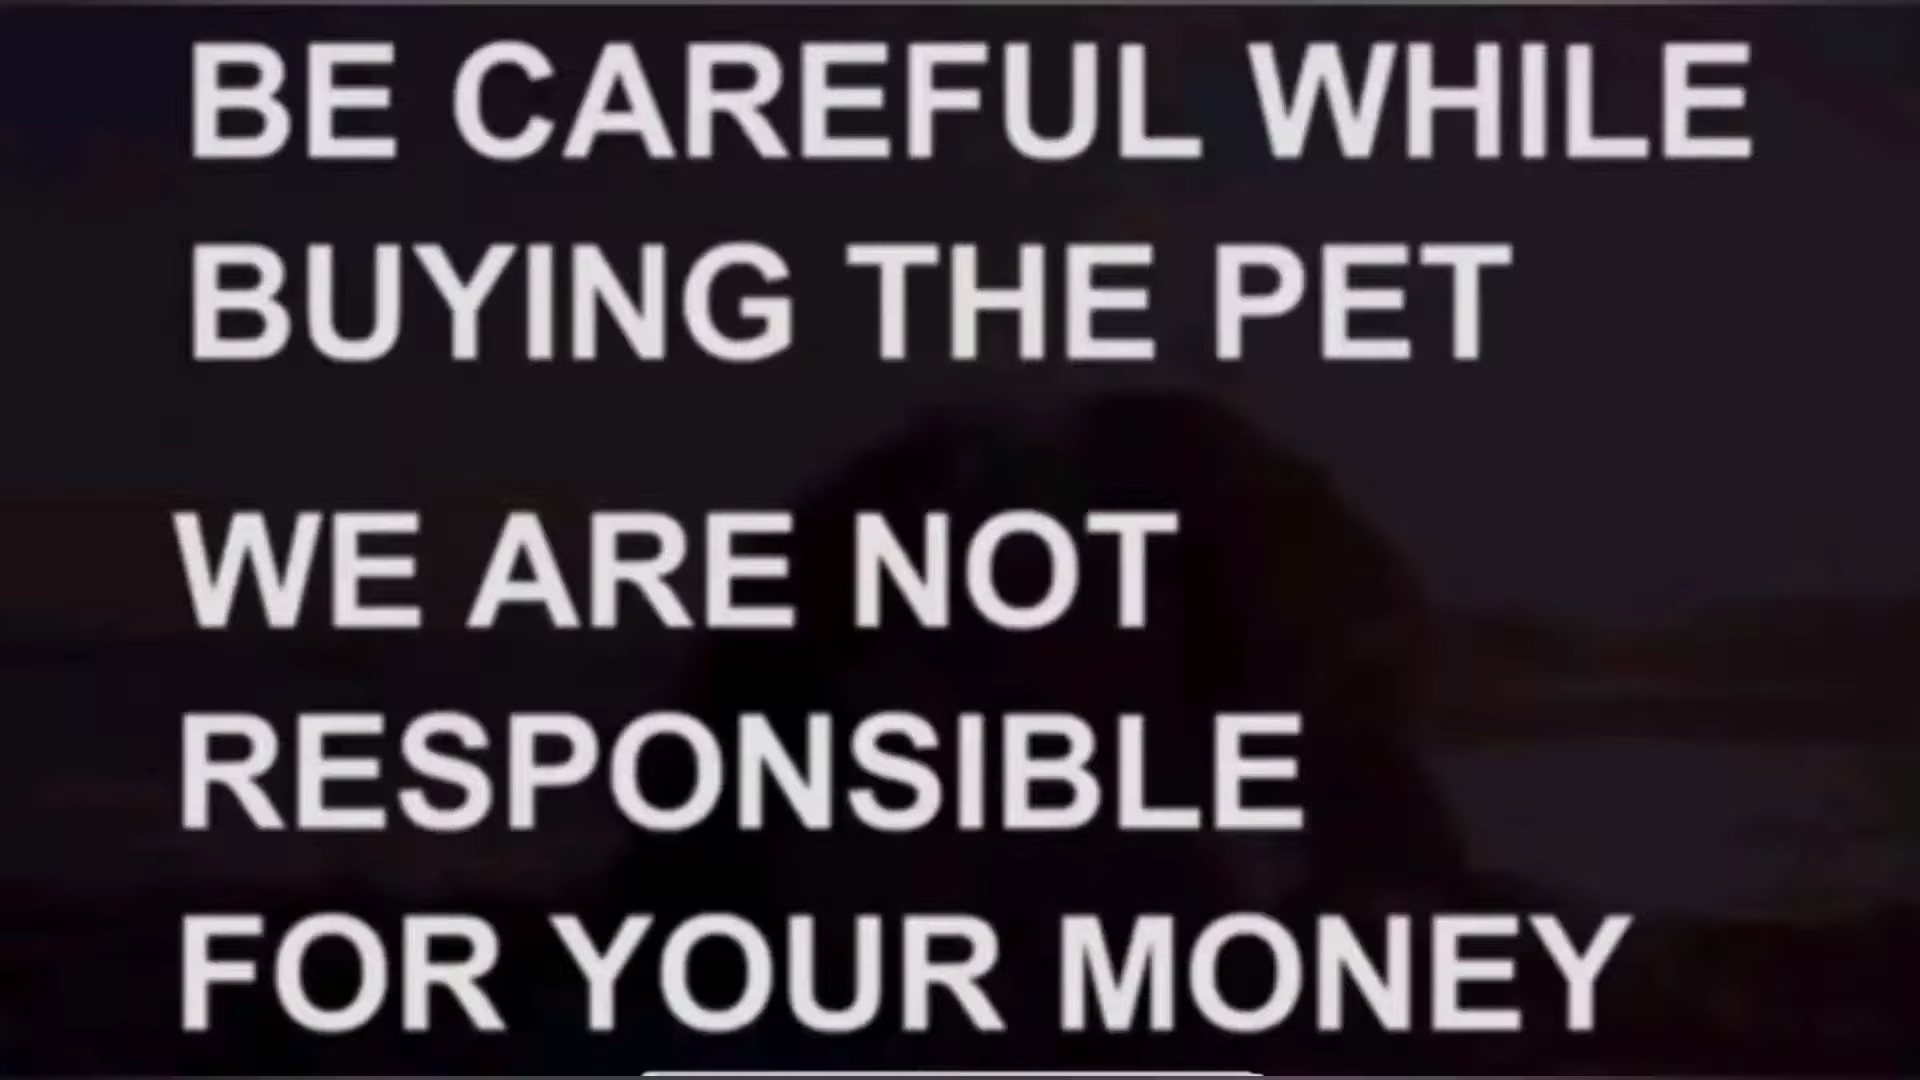 BE CAREFUL WHILE
BUYING THE PET
WE ARE NOT
RESPONSIBLE
FOR YOUR MONEY